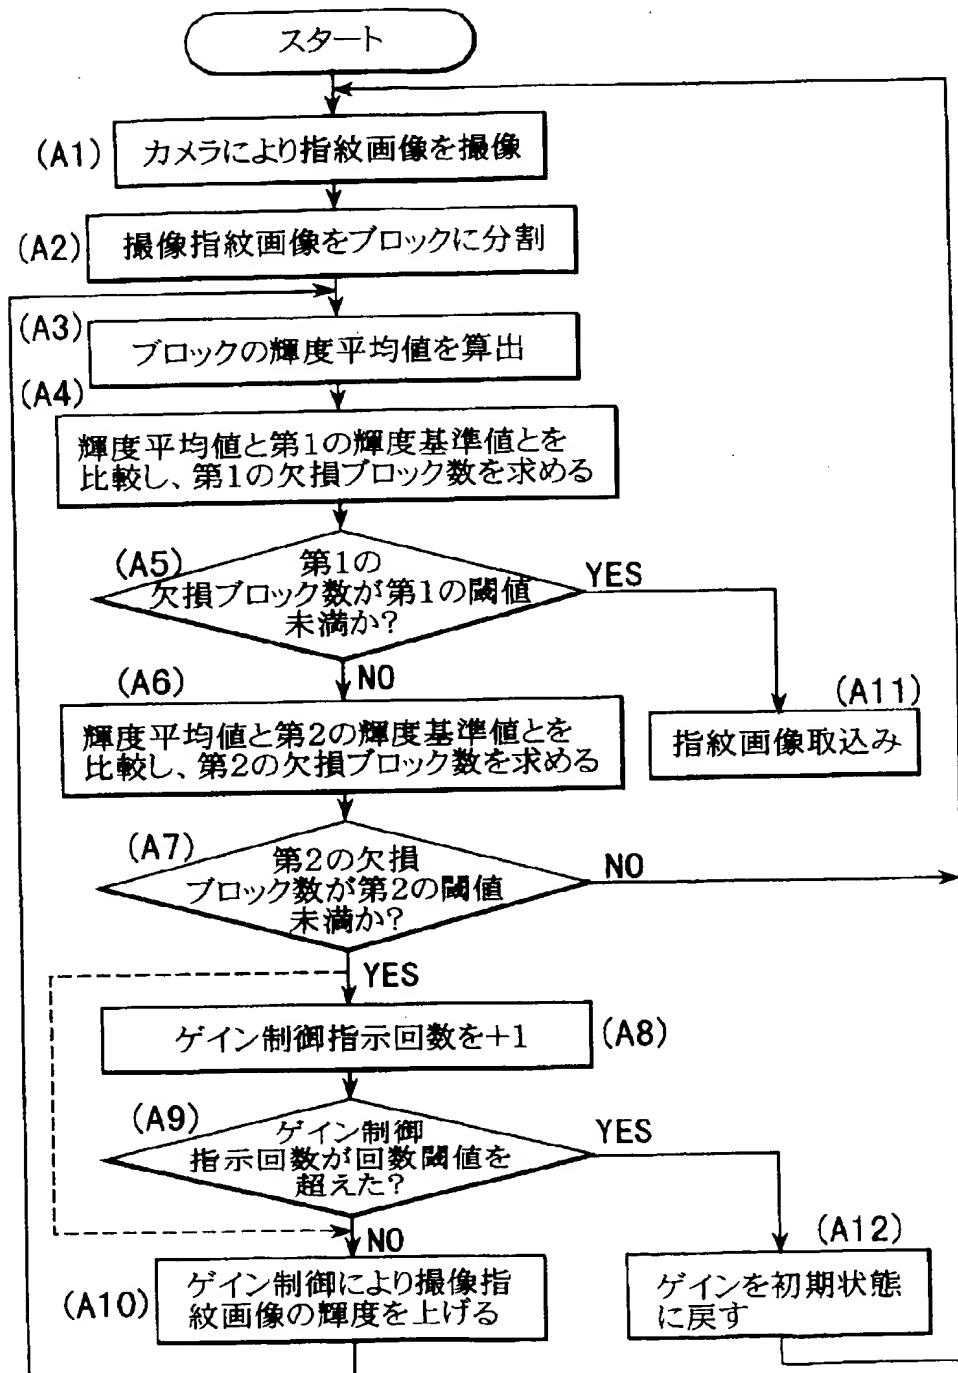 スタート
(A1)
カメラにより指紋画像を撮像
(A2)
撮像指紋画像をブロックに分割
(A3)
ブロックの輝度平均値を算出
(A4)
輝度平均値と第1の輝度基準値とを
比較し、第1の欠損ブロック数を求める
(A5)
第1の
欠損ブロック数が第1の閾値
未満か?
YES
NO
(A6)
輝度平均値と第2の輝度基準値とを
比較し、第2の欠損ブロック数を求める
(A11)
指紋画像取込み
(A7)
第2の欠損
ブロック数が第2の閾値
未満か?
NO
YES
ゲイン制御指示回数を+1
(A8)
(A9)
ゲイン制御
指示回数が回数閾値を
超えた?
YES
NO
(A10)
ゲイン制御により撮像指
紋画像の輝度を上げる
(A12)
ゲインを初期状態
に戻す